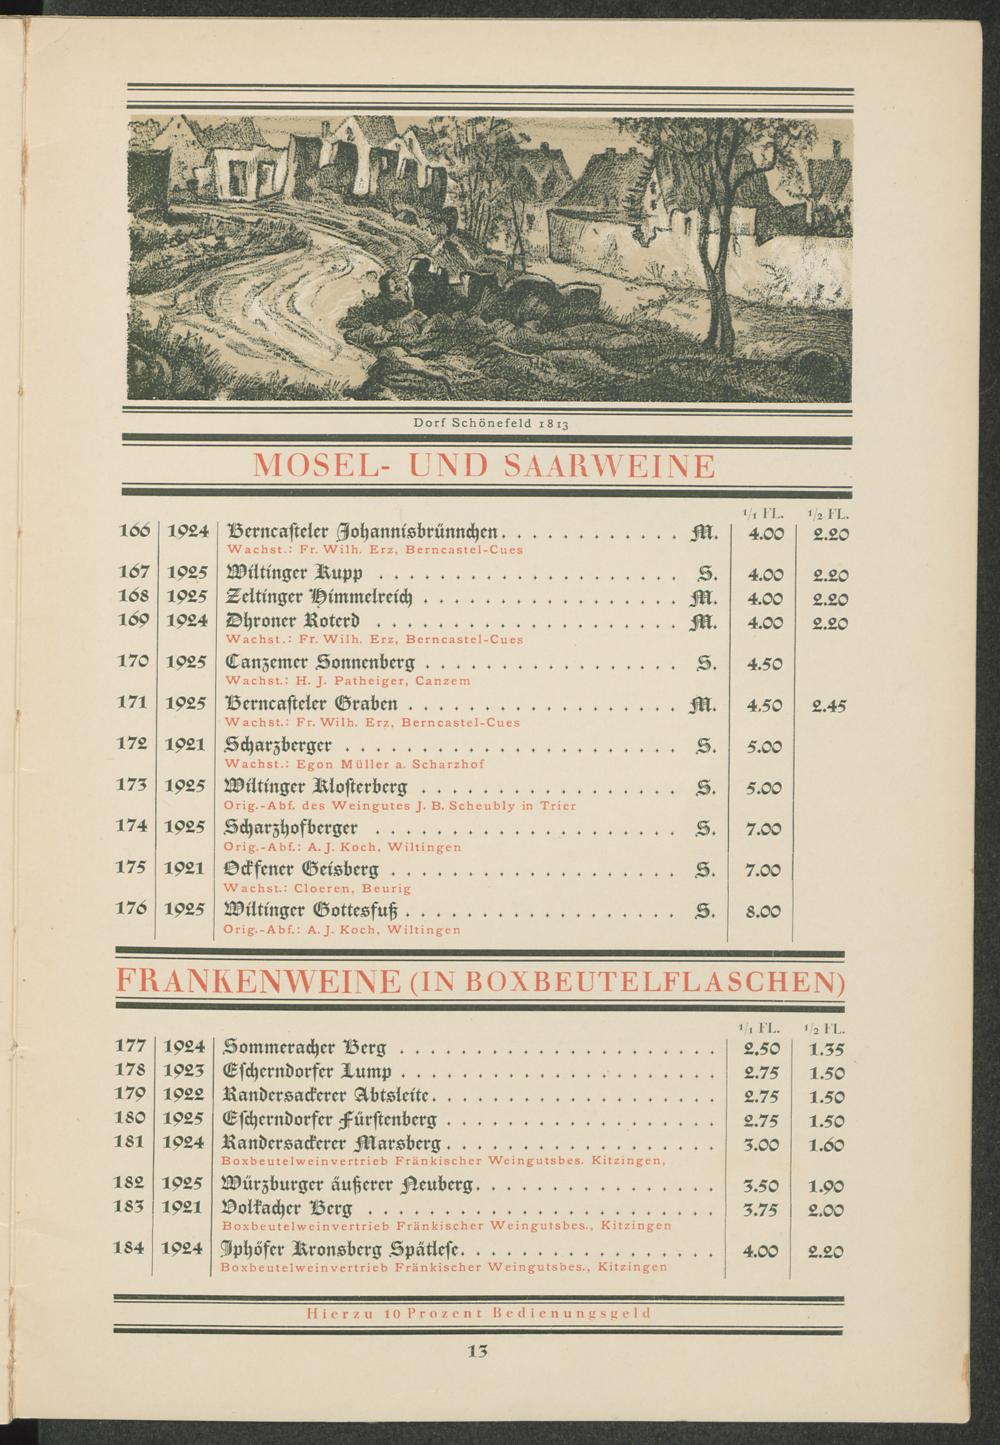 Dorf Schönefeld 1813
MOSEL- UND SAARWEINE
1/1 FL. 1/2 FL.
166 1924 Berncasteler Johannisbrünnchen. . . . . . . . . . . . M. 4.00 2.20
Wachst.: Fr. Wilh. Erz, Berncastel-Cues
167 1925 Wiltinger Kupp . . . . . . . . . . . . . . . . . . . . S. 4.00 2.20
168 1925 Zeltinger Himmelreich . . . . . . . . . . . . . . . . . M. 4.00 2.20
169 1924 Dhroner Roterd . . . . . . . . . . . . . . . . . . . . M. 4.00 2.20
Wachst.: Fr. Wilh. Erz, Berncastel-Cues
170 1925 Canzemer Sonnenberg . . . . . . . . . . . . . . . . . S. 4.50
Wachst.: H. J. Patheiger, Canzem
171 1925 Berncasteler Graben . . . . . . . . . . . . . . . . . . M. 4.50 2.45
Wachst.: Fr. Wilh. Erz, Berncastel-Cues
172 1921 Scharzberger . . . . . . . . . . . . . . . . . . . . . . S. 5.00
Wachst.: Egon Müller a. Scharzhof
173 1925 Wiltinger Klosterberg . . . . . . . . . . . . . . . . . S. 5.00
Orig.-Abf. des Weingutes J. B. Scheubly in Trier
174 1925 Scharzhofberger . . . . . . . . . . . . . . . . . . . . S. 7.00
Orig.-Abf.: A. J. Koch, Wiltingen
175 1921 Ockfener Geisberg . . . . . . . . . . . . . . . . . . . S. 7.00
Wachst.: Cloeren, Beurig
176 1925 Wiltinger Gottesfuß . . . . . . . . . . . . . . . . . . S. 8.00
Orig.-Abf.: A. J. Koch, Wiltingen
FRANKENWEINE (IN BOXBEUTELFLASCHEN)
1/1 FL. 1/2 FL.
177 1924 Sommeracher Berg . . . . . . . . . . . . . . . . . . . . . 2.50 1.35
178 1923 Escherndorfer Lump . . . . . . . . . . . . . . . . . . . . . 2.75 1.50
179 1922 Randersackerer Abtsleite. . . . . . . . . . . . . . . . . . . 2.75 1.50
180 1925 Escherndorfer Fürstenberg . . . . . . . . . . . . . . . . . . 2.75 1.50
181 1924 Randersackerer Marsberg . . . . . . . . . . . . . . . . . . 3.00 1.60
Boxbeutelweinvertrieb Fränkischer Weingutsbes. Kitzingen,
182 1925 Würzburger äußerer Neuberg. . . . . . . . . . . . . . . . 3.50 1.90
183 1921 Volkacher Berg . . . . . . . . . . . . . . . . . . . . . . . 3.75 2.00
Boxbeutelweinvertrieb Fränkischer Weingutsbes., Kitzingen
184 1924 Iphöfer Kronsberg Spätlese. . . . . . . . . . . . . . . . . 4.00 2.20
Boxbeutelweinvertrieb Fränkischer Weingutsbes., Kitzingen
Hierzu 10 Prozent Bedienungsgeld
13